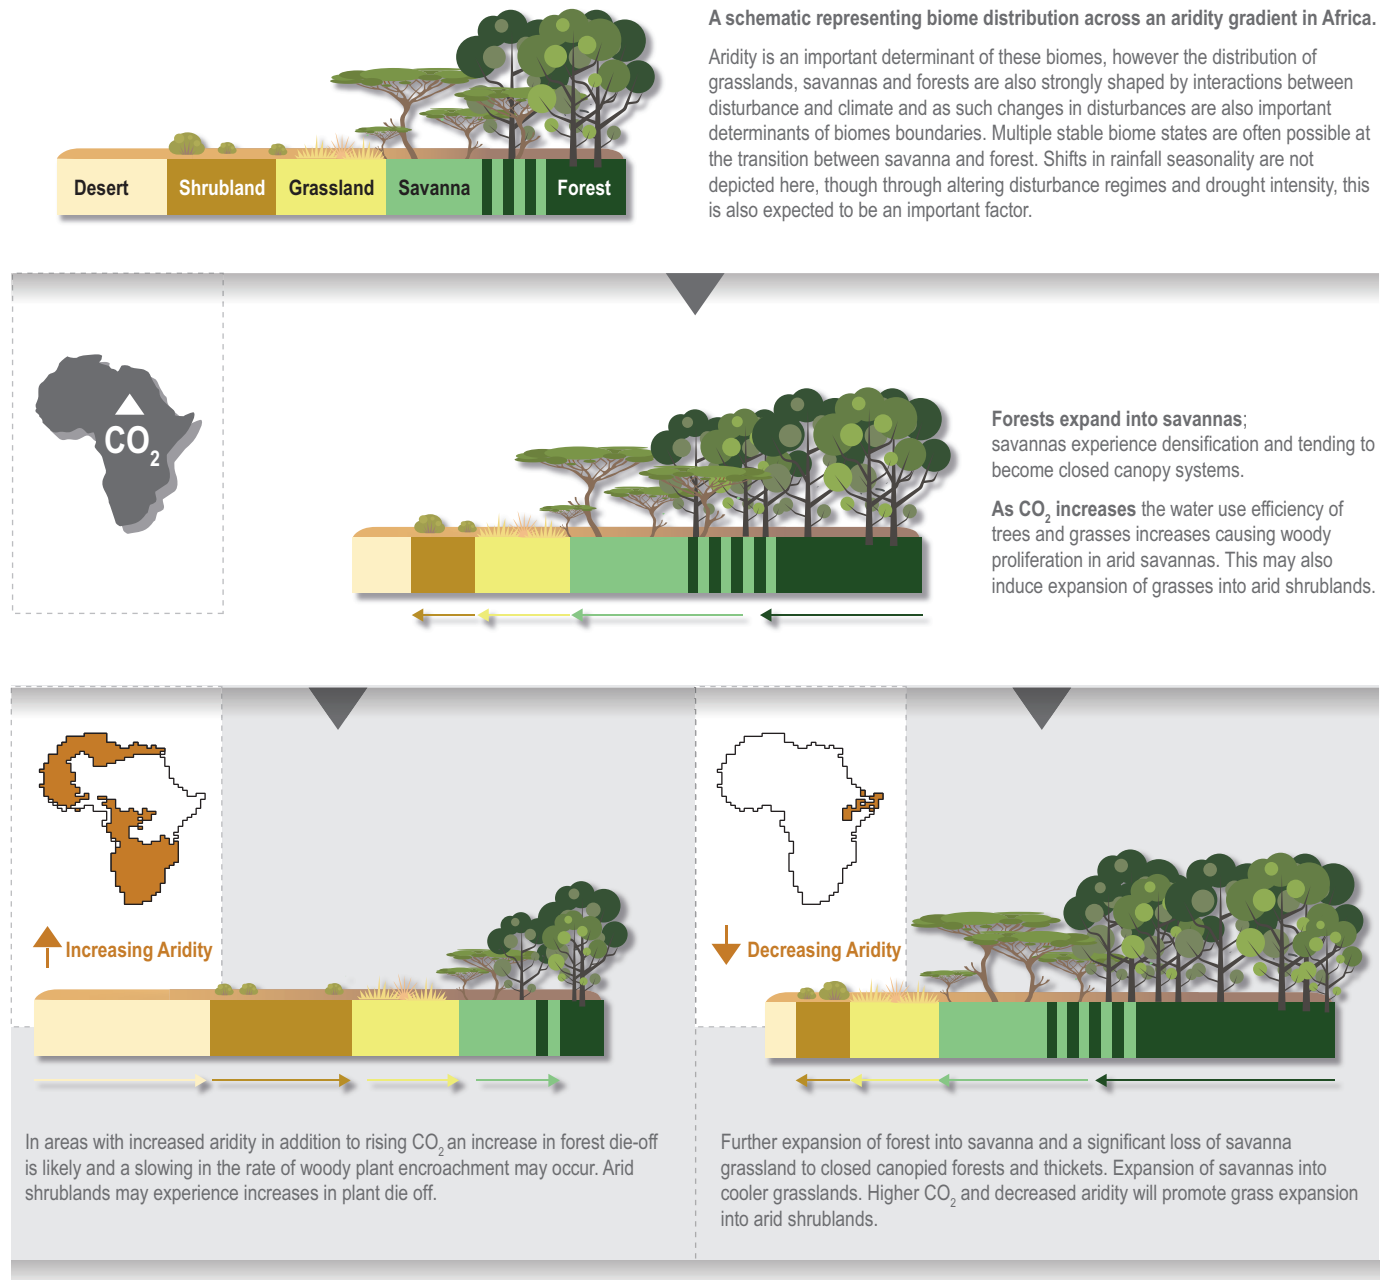 A schematic representing biome distribution across an aridity gradient in Africa.
Aridity is an important determinant of these biomes, however the distribution of
grasslands, savannas and forests are also strongly shaped by interactions between
disturbance and climate and as such changes in disturbances are also important
determinants of biomes boundaries. Multiple stable biome states are often possible at
the transition between savanna and forest. Shifts in rainfall seasonality are not
depicted here, though through altering disturbance regimes and drought intensity, this
is also expected to be an important factor.
Desert Shrubland Grassland Savanna Forest
CO2
Forests expand into savannas;
savannas experience densification and tending to
become closed canopy systems.
As CO2 increases the water use efficiency of
trees and grasses increases causing woody
proliferation in arid savannas. This may also
induce expansion of grasses into arid shrublands.
Increasing Aridity
In areas with increased aridity in addition to rising CO2 an increase in forest die-off
is likely and a slowing in the rate of woody plant encroachment may occur. Arid
shrublands may experience increases in plant die off.
Decreasing Aridity
Further expansion of forest into savanna and a significant loss of savanna
grassland to closed canopied forests and thickets. Expansion of savannas into
cooler grasslands. Higher CO2 and decreased aridity will promote grass expansion
into arid shrublands.